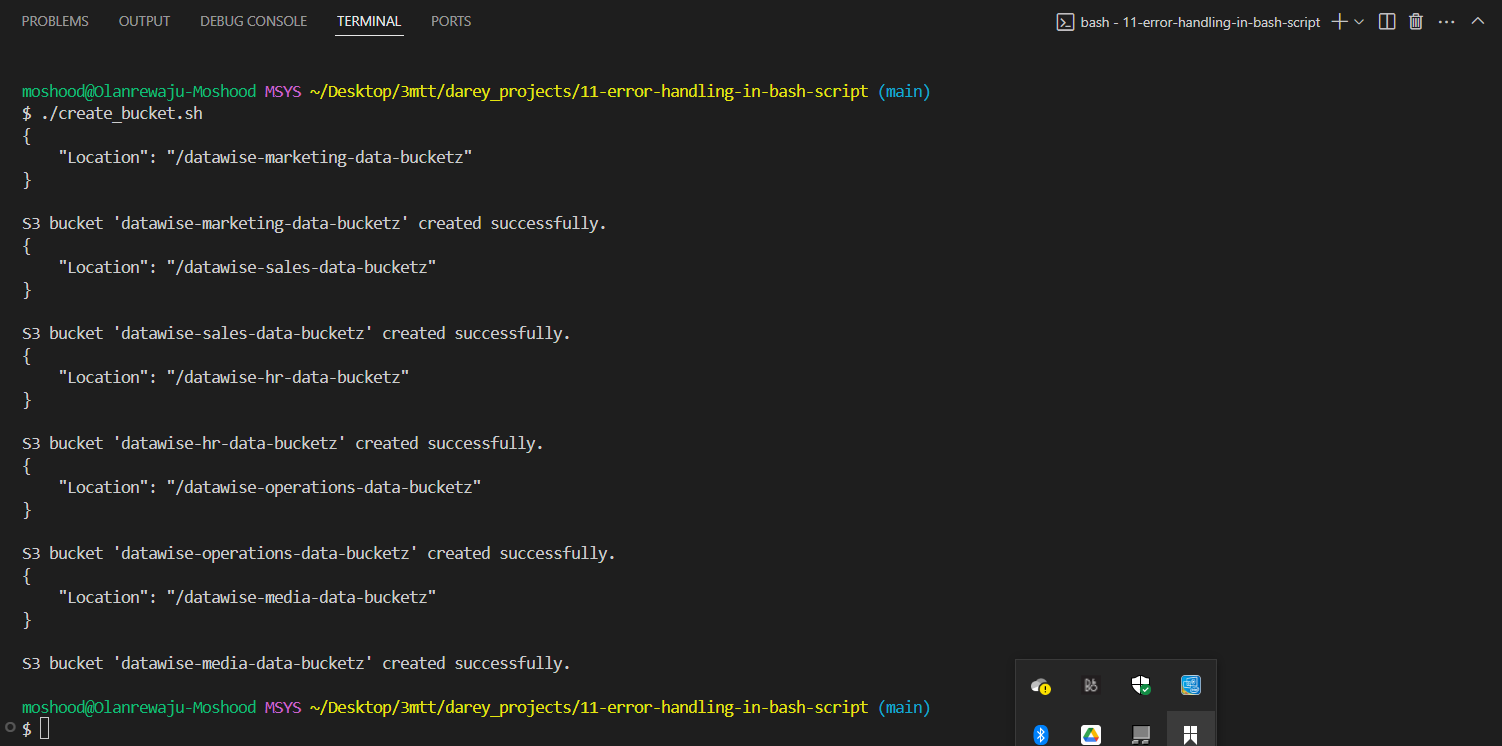 PROBLEMS OUTPUT DEBUG CONSOLE TERMINAL PORTS bash - 11-error-handling-in-bash-script
moshood@Olanrewaju-Moshood MSYS ~/Desktop/3mtt/darey_projects/11-error-handling-in-bash-script (main)
$ ./create_bucket.sh
{
    "Location": "/datawise-marketing-data-bucketz"
}
S3 bucket 'datawise-marketing-data-bucketz' created successfully.
{
    "Location": "/datawise-sales-data-bucketz"
}
S3 bucket 'datawise-sales-data-bucketz' created successfully.
{
    "Location": "/datawise-hr-data-bucketz"
}
S3 bucket 'datawise-hr-data-bucketz' created successfully.
{
    "Location": "/datawise-operations-data-bucketz"
}
S3 bucket 'datawise-operations-data-bucketz' created successfully.
{
    "Location": "/datawise-media-data-bucketz"
}
S3 bucket 'datawise-media-data-bucketz' created successfully.
moshood@Olanrewaju-Moshood MSYS ~/Desktop/3mtt/darey_projects/11-error-handling-in-bash-script (main)
$